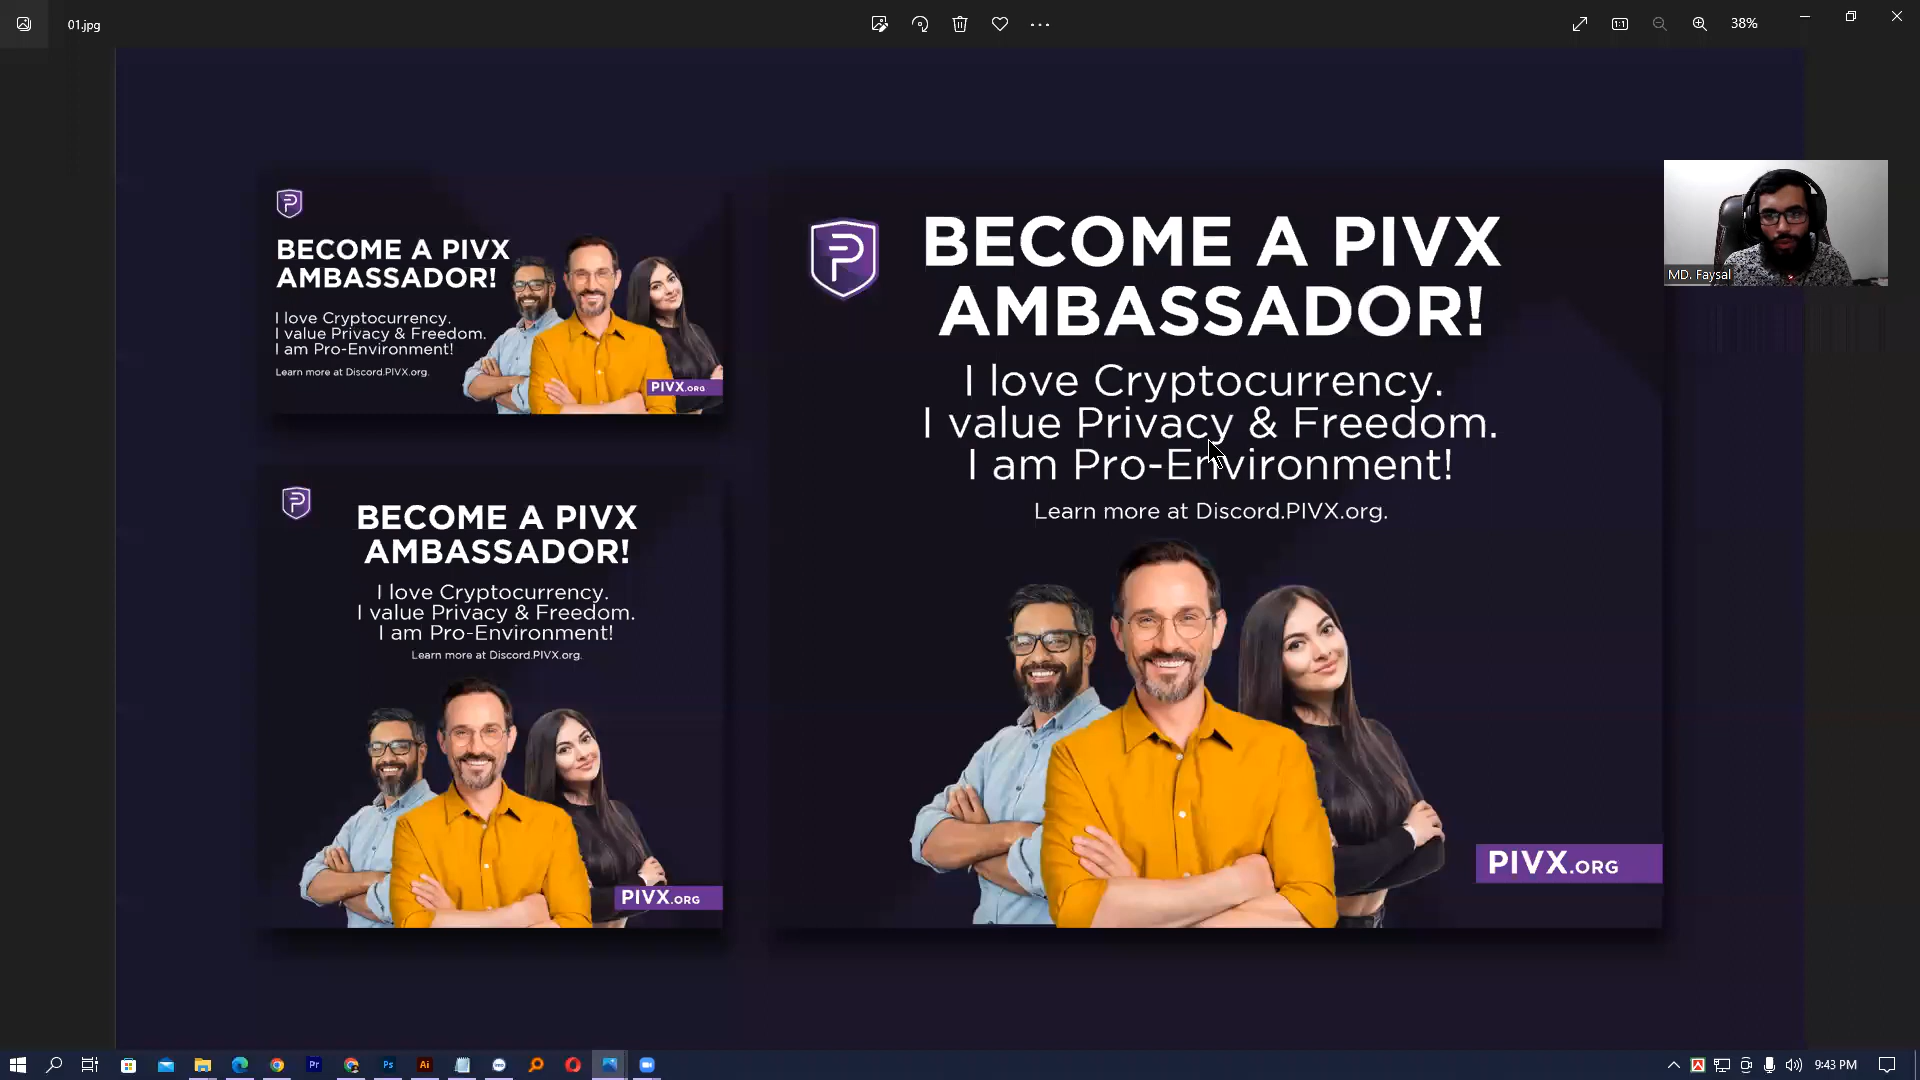 01.jpg
38%
BECOME A PIVX
AMBASSADOR!
I love Cryptocurrency.
I value Privacy & Freedom.
I am Pro-Environment!
Learn more at Discord.PIVX.org.
PIVX.ORG
BECOME A PIVX
AMBASSADOR!
I love Cryptocurrency.
I value Privacy & Freedom.
I am Pro-Environment!
Learn more at Discord.PIVX.org.
PIVX.ORG
BECOME A PIVX
AMBASSADOR!
I love Cryptocurrency.
I value Privacy & Freedom.
I am Pro-Environment!
Learn more at Discord.PIVX.org.
PIVX.ORG
MD. Faysal
Pr
Ps
Ai
9:43 PM